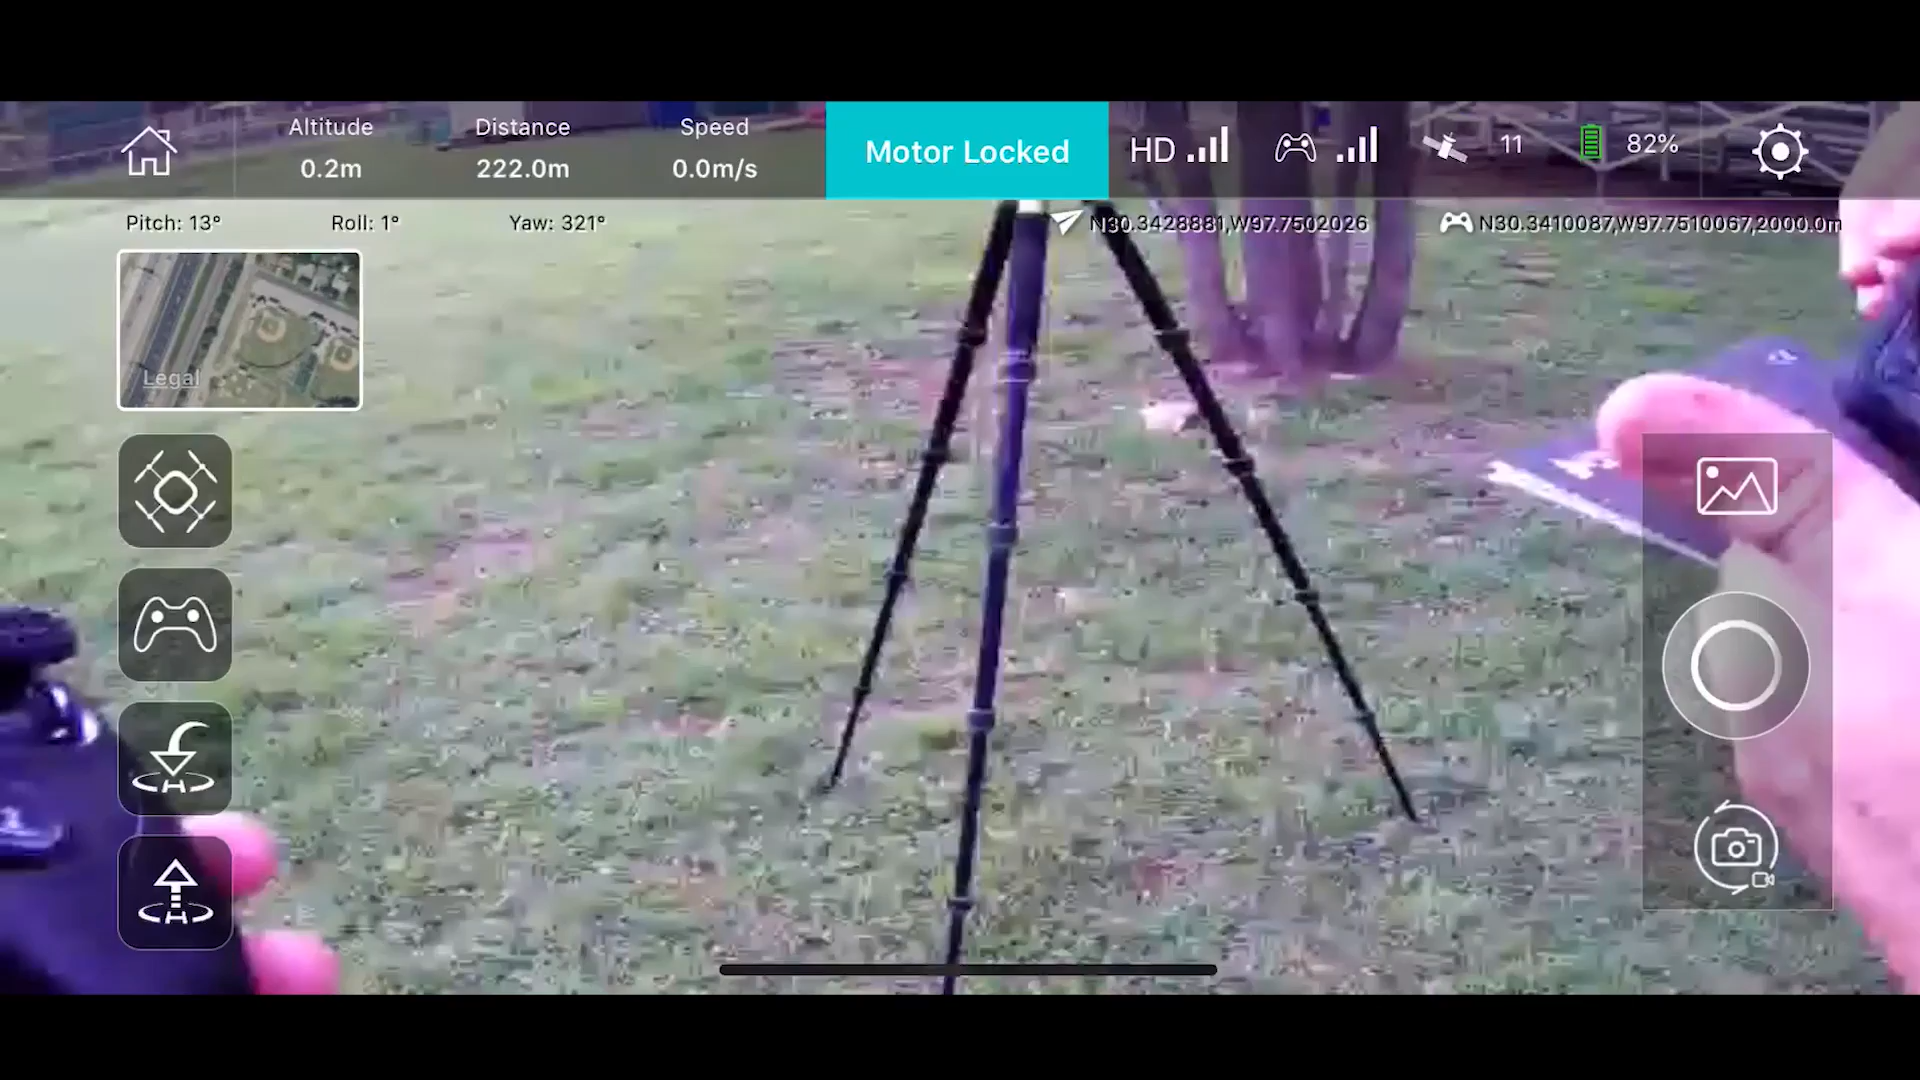 Altitude
0.2m
Distance
222.0m
Speed
0.0m/s
Motor Locked
HD
11
82%
Pitch: 13°
Roll: 1°
Yaw: 321°
N30.3428881,W97.7502026
N30.3410087,W97.7510067,2000.0m
Legal